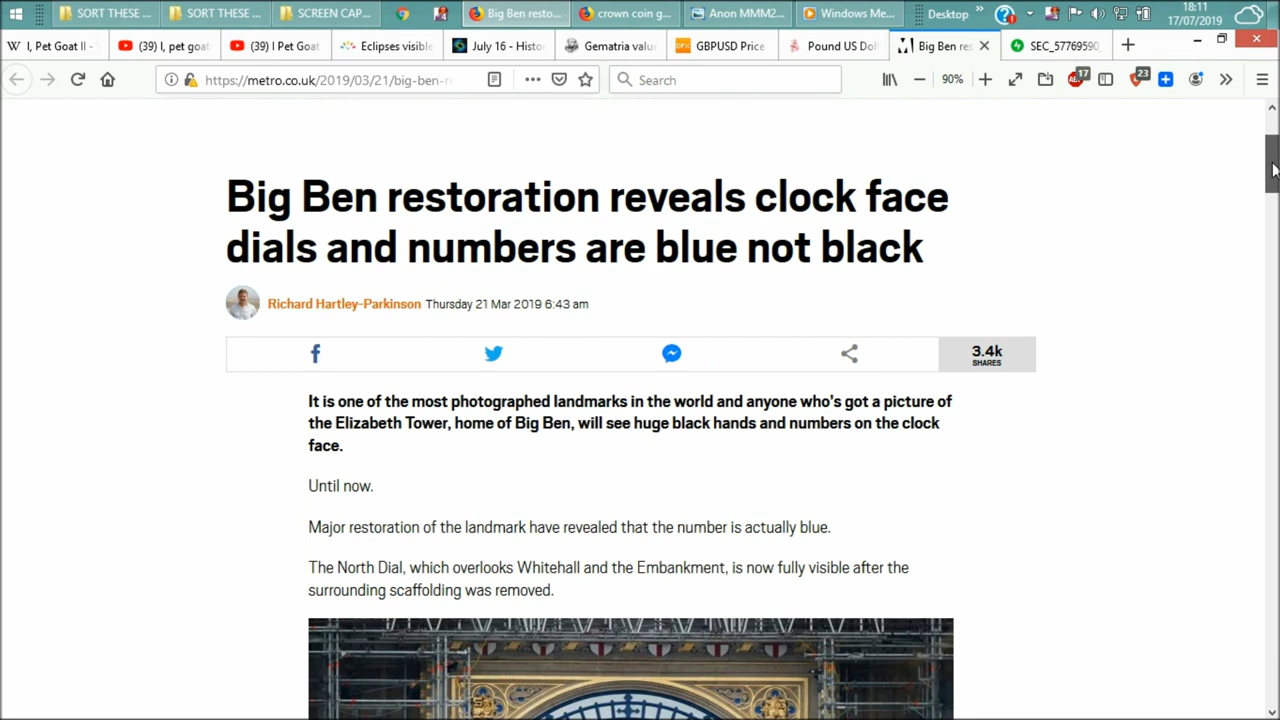 SORT THESE ...
SORT THESE ...
SCREEN CAP...
Big Ben resto...
crown coin g...
Anon MMM2...
Windows Me...
Desktop
18:11
17/07/2019
I, Pet Goat II -
(39) I, pet goat
(39) I Pet Goat
Eclipses visible
July 16 - Histo
Gematria value
GBPUSD Price
Pound US Doll
Big Ben res
SEC_57769590
https://metro.co.uk/2019/03/21/big-ben-r
Search
90%
17
23
Big Ben restoration reveals clock face
dials and numbers are blue not black
Richard Hartley-Parkinson Thursday 21 Mar 2019 6:43 am
3.4k
SHARES
It is one of the most photographed landmarks in the world and anyone who's got a picture of
the Elizabeth Tower, home of Big Ben, will see huge black hands and numbers on the clock
face.
Until now.
Major restoration of the landmark have revealed that the number is actually blue.
The North Dial, which overlooks Whitehall and the Embankment, is now fully visible after the
surrounding scaffolding was removed.